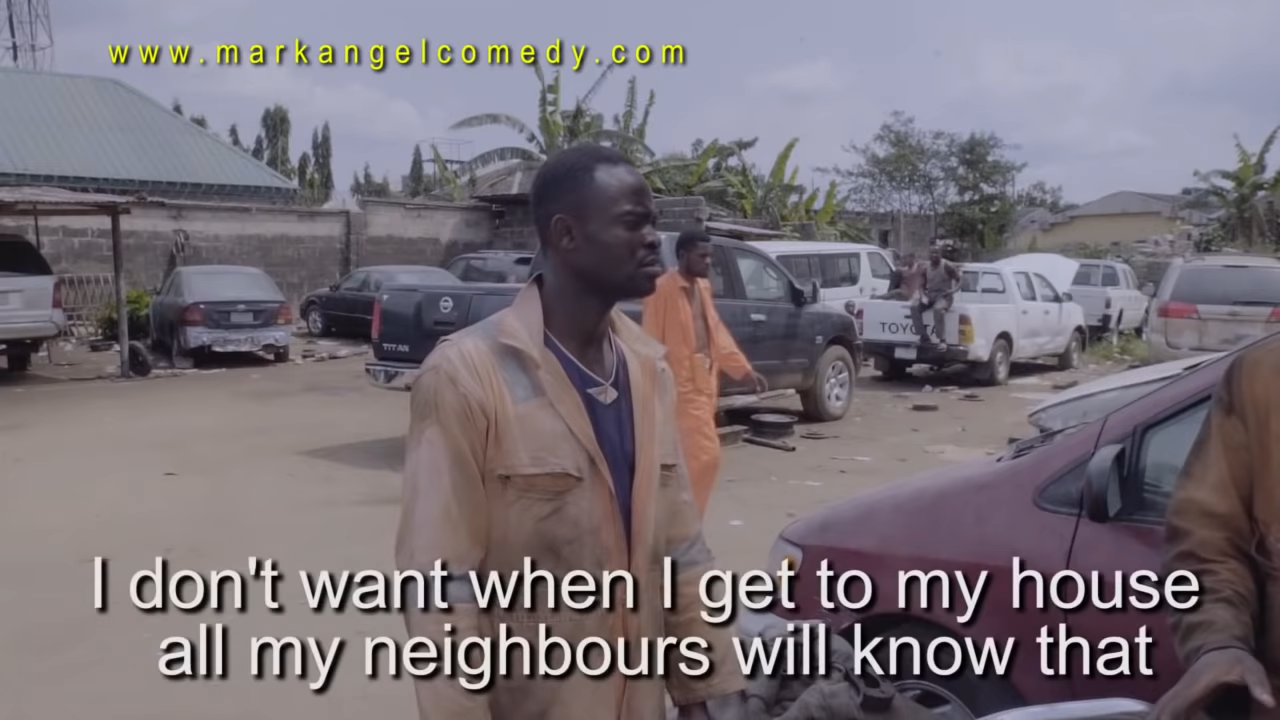 www.markangelcomedy.com
TITAN
TOYOTA
I don't want when I get to my house
all my neighbours will know that